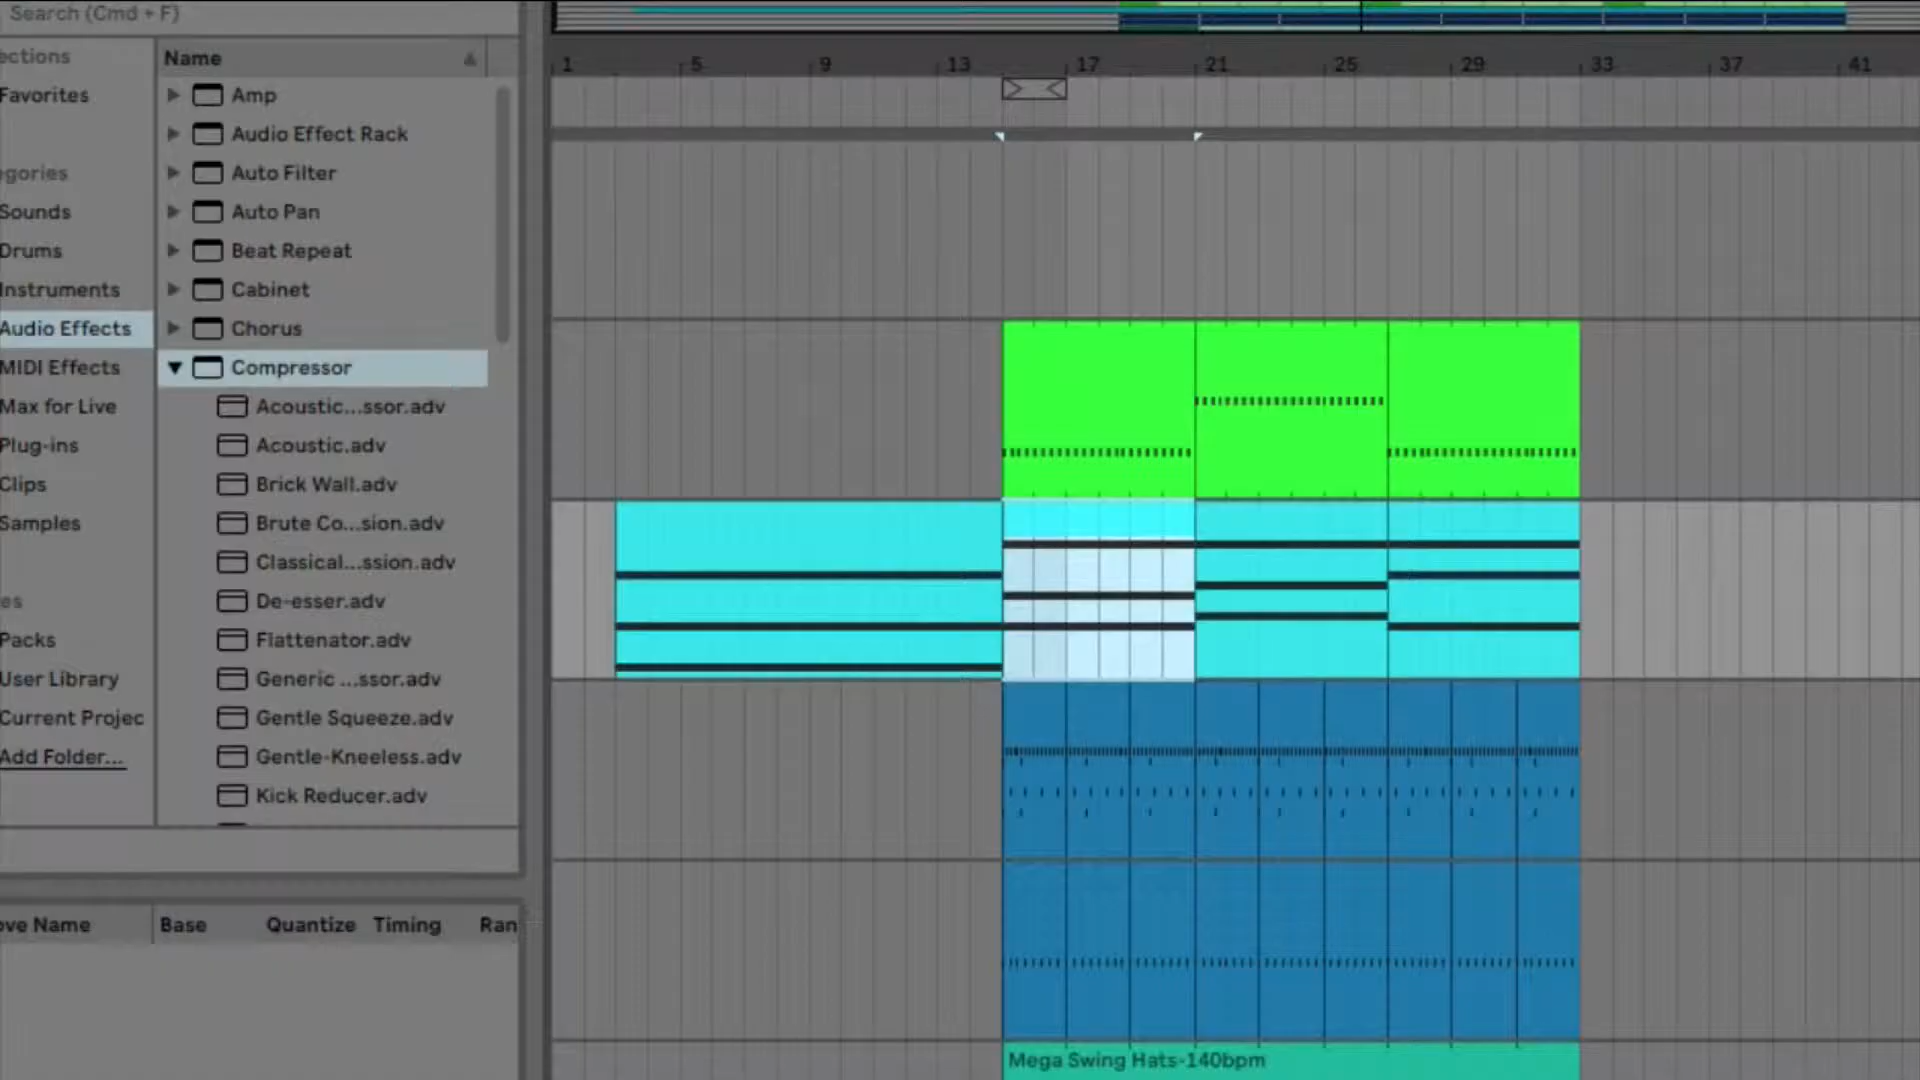 Search (Cmd + F)
ections
Favorites
egories
Sounds
Drums
Instruments
Audio Effects
MIDI Effects
Max for Live
Plug-ins
Clips
Samples
es
Packs
User Library
Current Projec
Add Folder...
Name
Amp
Audio Effect Rack
Auto Filter
Auto Pan
Beat Repeat
Cabinet
Chorus
Compressor
Acoustic...ssor.adv
Acoustic.adv
Brick Wall.adv
Brute Co...sion.adv
Classical...ssion.adv
De-esser.adv
Flattenator.adv
Generic ...ssor.adv
Gentle Squeeze.adv
Gentle-Kneeless.adv
Kick Reducer.adv
ove Name Base Quantize Timing Ran
1 5 9 13 17 21 25 29 33 37 41
Mega Swing Hats-140bpm